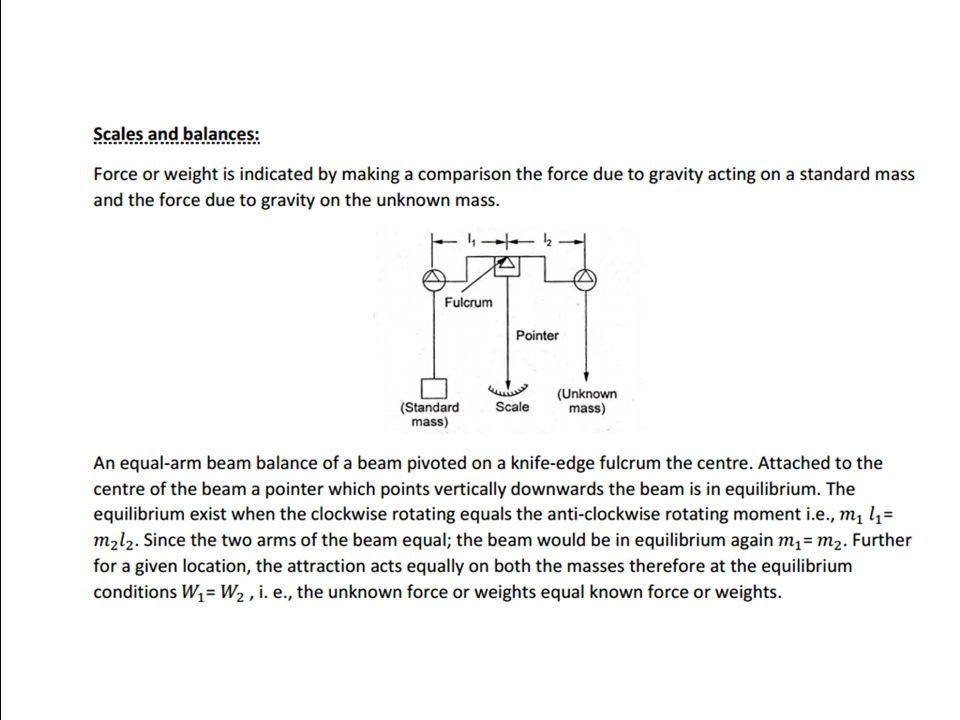 Scales and balances:
Force or weight is indicated by making a comparison the force due to gravity acting on a standard mass
and the force due to gravity on the unknown mass.
l₁ l₂
Fulcrum
Pointer
(Standard mass)
Scale
(Unknown mass)
An equal-arm beam balance of a beam pivoted on a knife-edge fulcrum the centre. Attached to the
centre of the beam a pointer which points vertically downwards the beam is in equilibrium. The
equilibrium exist when the clockwise rotating equals the anti-clockwise rotating moment i.e., m₁ l₁=
m₂l₂. Since the two arms of the beam equal; the beam would be in equilibrium again m₁= m₂. Further
for a given location, the attraction acts equally on both the masses therefore at the equilibrium
conditions W₁= W₂ , i. e., the unknown force or weights equal known force or weights.